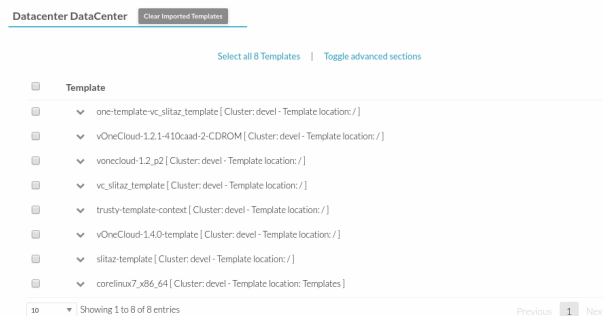 Datacenter DataCenter Clear Imported Templates
Select all 8 Templates | Toggle advanced sections
Template
one-template-vc_slitaz_template [ Cluster: devel - Template location: / ]
vOneCloud-1.2.1-410caad-2-CDROM [ Cluster: devel - Template location: / ]
vonecloud-1.2_p2 [ Cluster: devel - Template location: / ]
vc_slitaz_template [ Cluster: devel - Template location: / ]
trusty-template-context [ Cluster: devel - Template location: / ]
vOneCloud-1.4.0-template [ Cluster: devel - Template location: / ]
slitaz-template [ Cluster: devel - Template location: / ]
corelinux7_x86_64 [ Cluster: devel - Template location: Templates ]
10 Showing 1 to 8 of 8 entries Previous 1 Nex